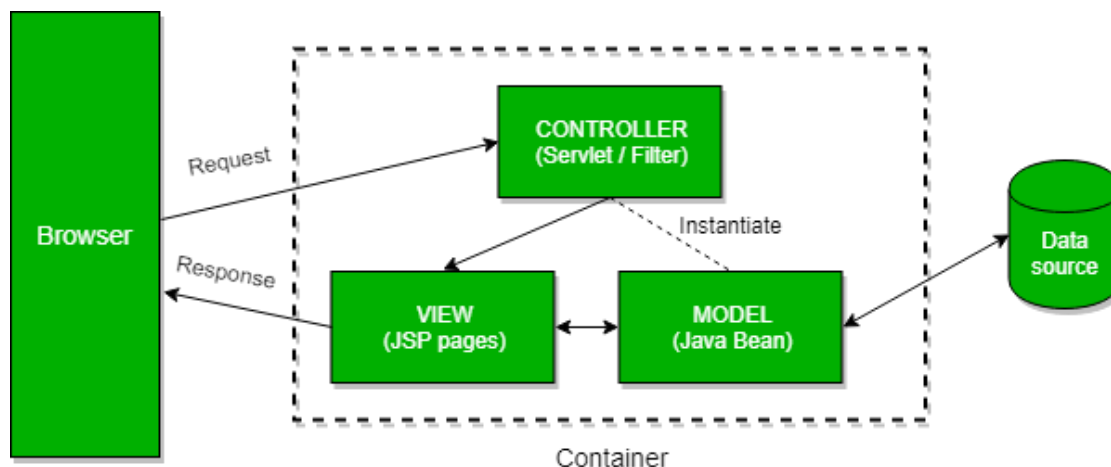 Browser
Request
Response
CONTROLLER
(Servlet / Filter)
Instantiate
VIEW
(JSP pages)
MODEL
(Java Bean)
Data
source
Container